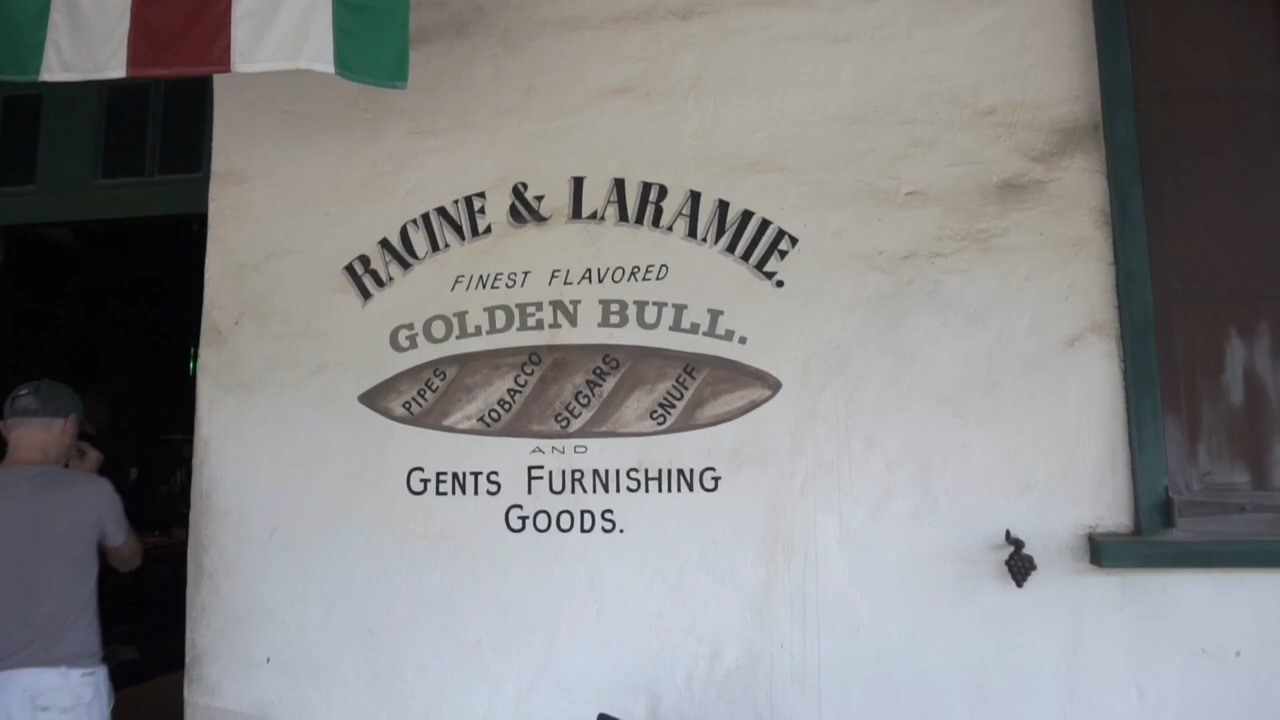 RACINE & LARAMIE.
FINEST FLAVORED
GOLDEN BULL.
PIPES
TOBACCO
SEGARS
SNUFF
AND
GENTS FURNISHING
GOODS.